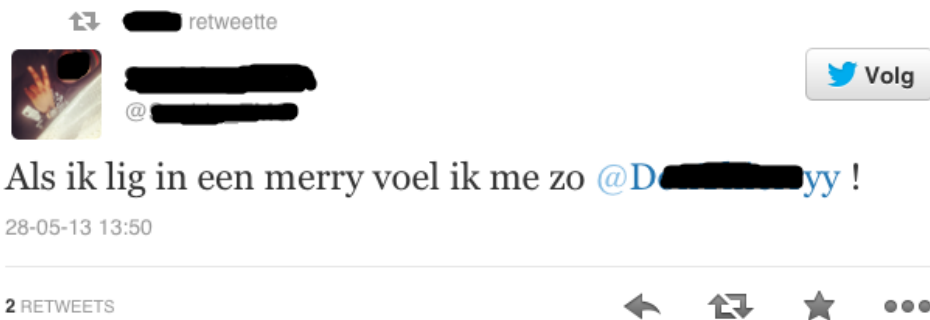 retweette
@
Volg
Als ik lig in een merry voel ik me zo @D yy !
28-05-13 13:50
2 RETWEETS